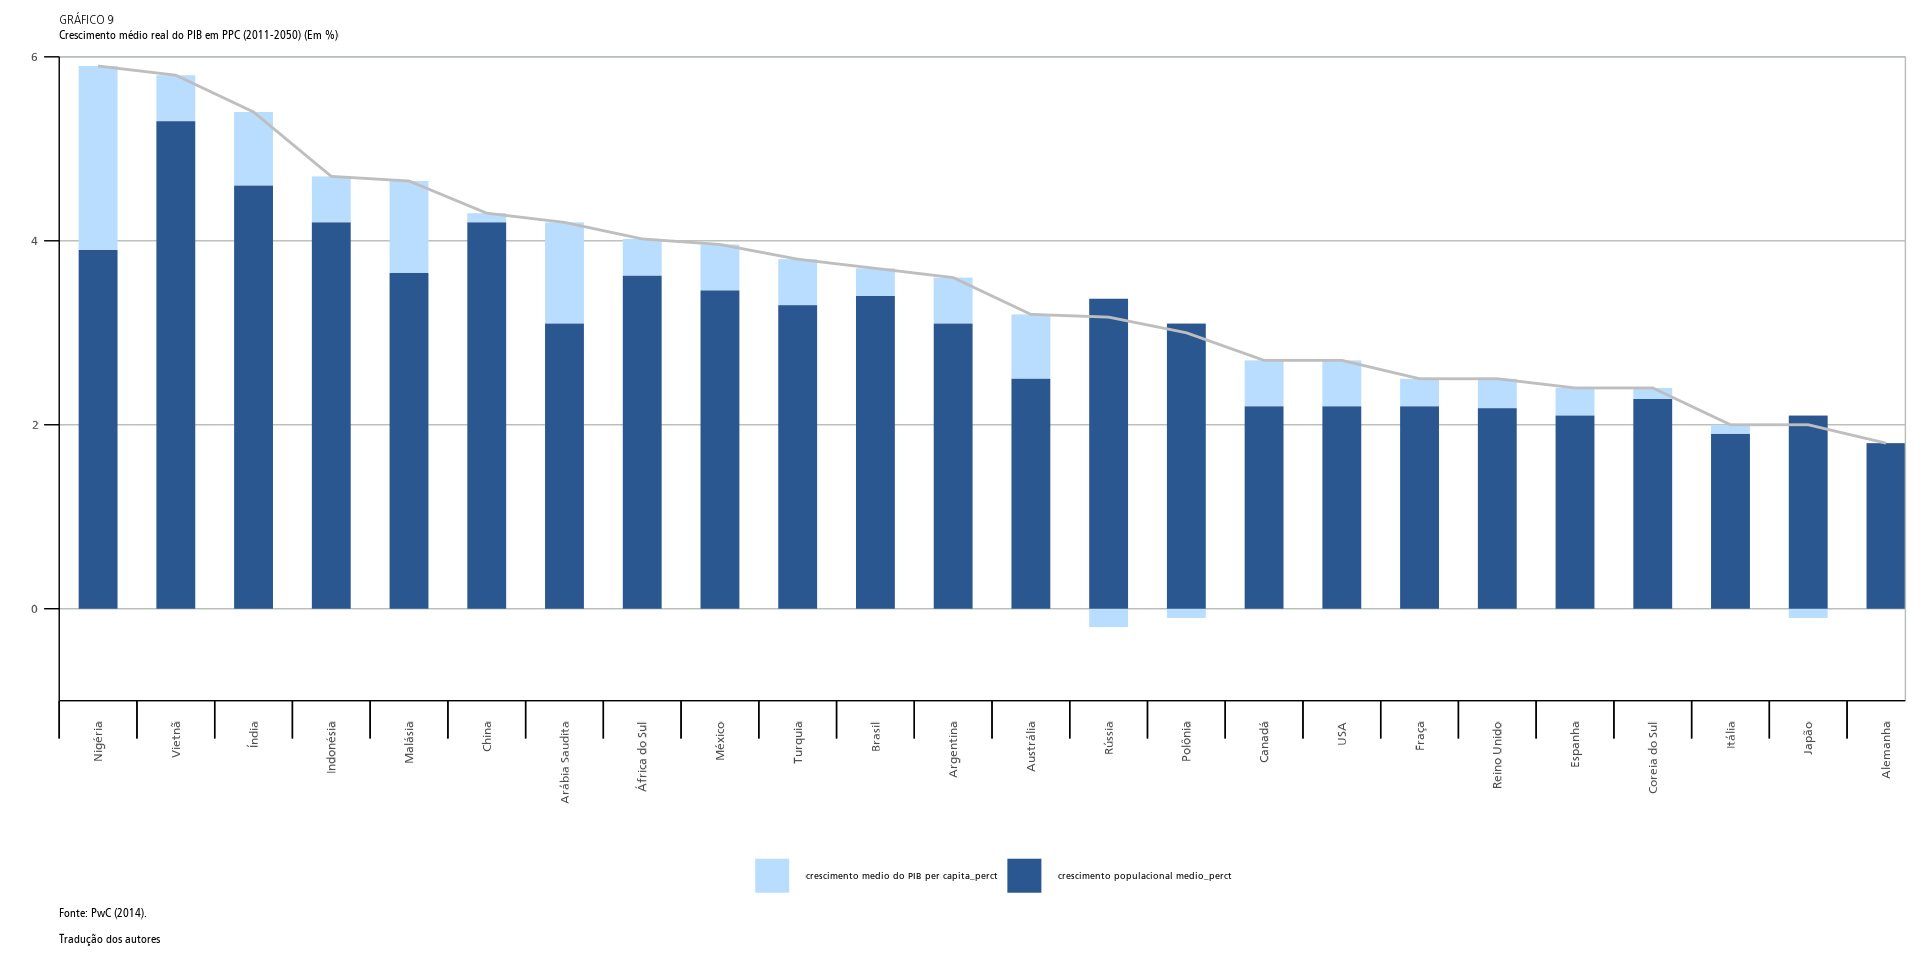 GRÁFICO 9
Crescimento médio real do PIB em PPC (2011-2050) (Em %)
6
4
2
0
Nigéria
Vietnã
Índia
Indonésia
Malásia
China
Arábia Saudita
África do Sul
México
Turquia
Brasil
Argentina
Austrália
Rússia
Polônia
Canadá
USA
Fraça
Reino Unido
Espanha
Coreia do Sul
Itália
Japão
Alemanha
crescimento medio do PIB per capita_perct
crescimento populacional medio_perct
Fonte: PwC (2014).
Tradução dos autores